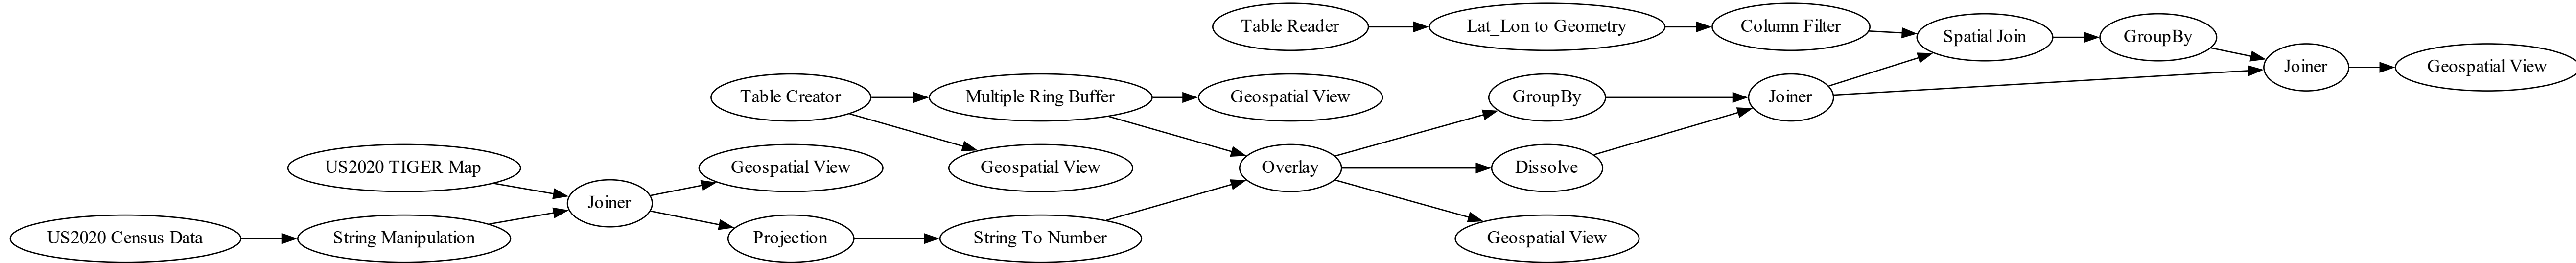 Table Reader
Lat_Lon to Geometry
Column Filter
Spatial Join
GroupBy
Joiner
Geospatial View
Table Creator
Multiple Ring Buffer
Geospatial View
GroupBy
Joiner
US2020 TIGER Map
Geospatial View
Geospatial View
Overlay
Dissolve
Joiner
US2020 Census Data
String Manipulation
Projection
String To Number
Geospatial View